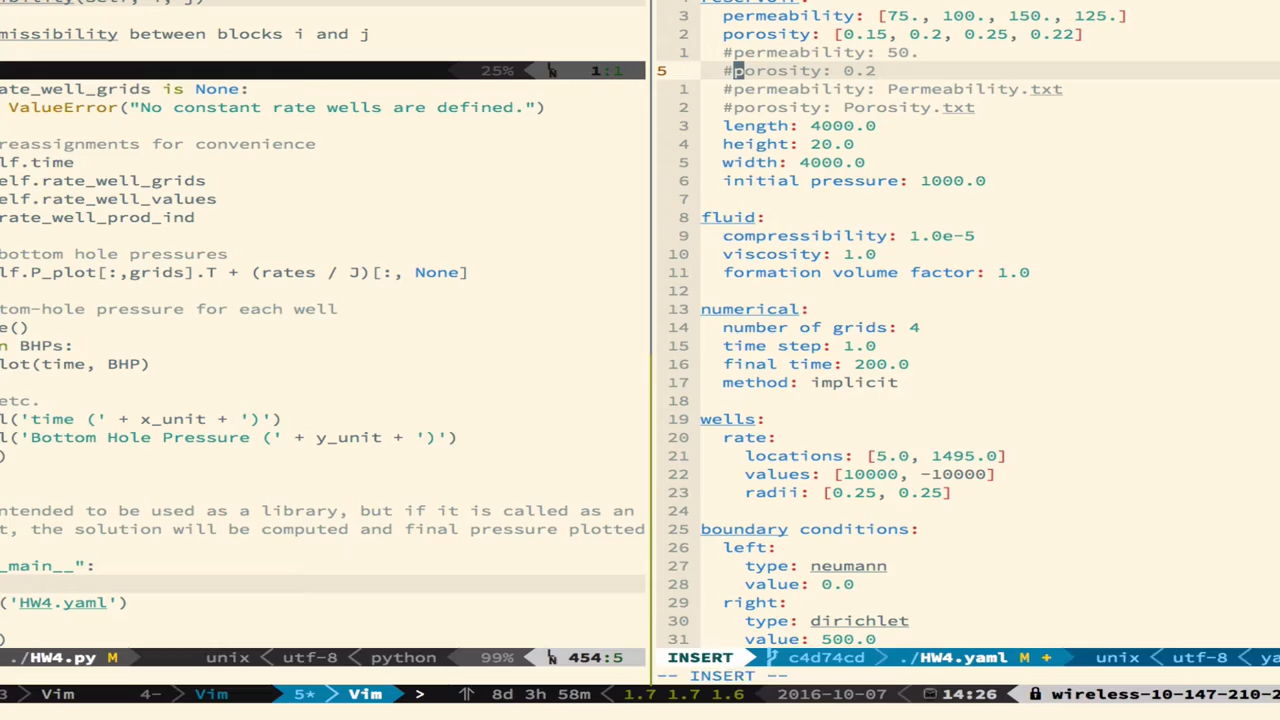 missibility between blocks i and j
25% 1:1
rate_well_grids is None:
ValueError("No constant rate wells are defined.")
reassignments for convenience
lf.time
elf.rate_well_grids
elf.rate_well_values
rate_well_prod_ind
bottom hole pressures
lf.P_plot[:,grids].T + (rates / J)[:, None]
tom-hole pressure for each well
e()
n BHPs:
plot(time, BHP)
etc.
l('time (' + x_unit + ')')
l('Bottom Hole Pressure (' + y_unit + ')')
)
ntended to be used as a library, but if it is called as an
t, the solution will be computed and final pressure plotted
_main__":
('HW4.yaml')
)
./HW4.py M unix < utf-8 < python 99% 454:5
3 permeability: [75., 100., 150., 125.]
2 porosity: [0.15, 0.2, 0.25, 0.22]
1 #permeability: 50.
5 #porosity: 0.2
1 #permeability: Permeability.txt
2 #porosity: Porosity.txt
3 length: 4000.0
4 height: 20.0
5 width: 4000.0
6 initial pressure: 1000.0
7
8 fluid:
9 compressibility: 1.0e-5
10 viscosity: 1.0
11 formation volume factor: 1.0
12
13 numerical:
14 number of grids: 4
15 time step: 1.0
16 final time: 200.0
17 method: implicit
18
19 wells:
20 rate:
21 locations: [5.0, 1495.0]
22 values: [10000, -10000]
23 radii: [0.25, 0.25]
24
25 boundary conditions:
26 left:
27 type: neumann
28 value: 0.0
29 right:
30 type: dirichlet
31 value: 500.0
INSERT c4d74cd > ./HW4.yaml M + unix < utf-8 < ya
-- INSERT --
3 Vim 4- Vim 5* Vim > 8d 3h 58m 1.7 1.7 1.6 2016-10-07 14:26 wireless-10-147-210-2